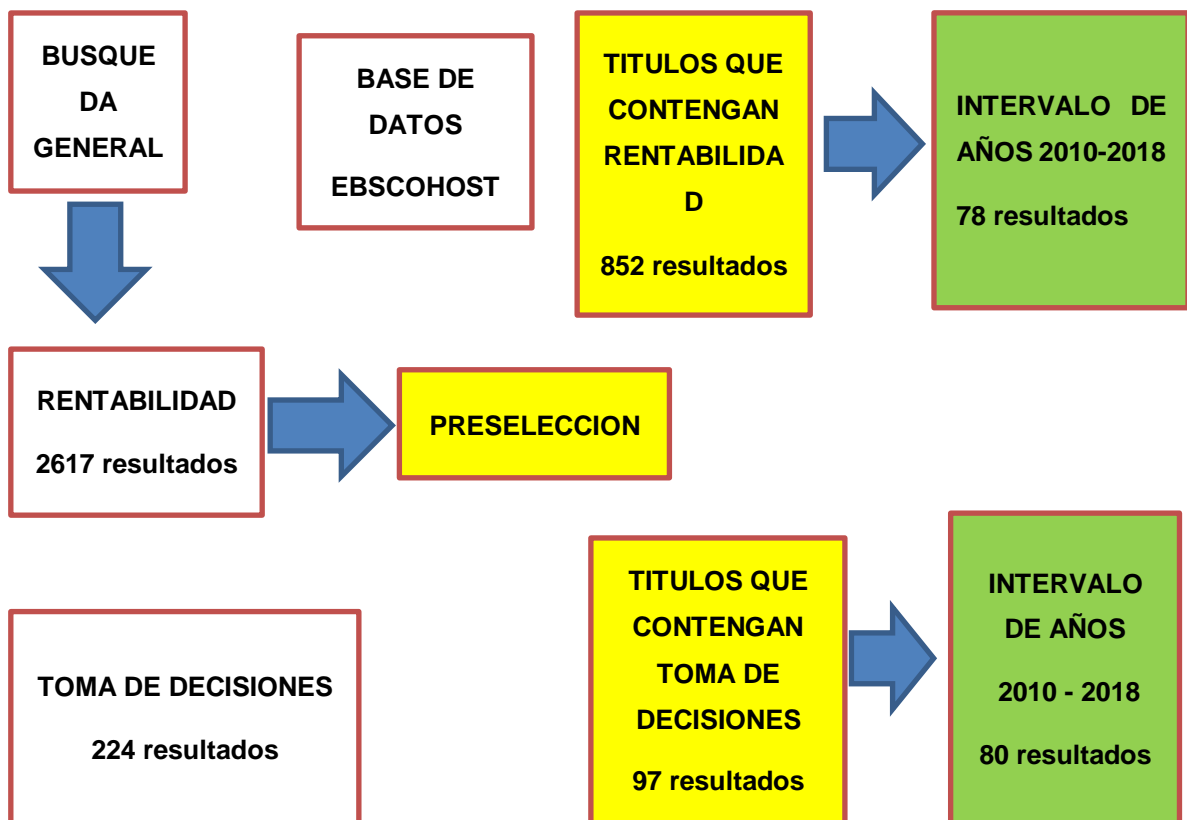 BUSQUE
DA
GENERAL
BASE DE
DATOS
EBSCOHOST
TITULOS QUE
CONTENGAN
RENTABILIDA
D
852 resultados
INTERVALO DE
AÑOS 2010-2018
78 resultados
RENTABILIDAD
2617 resultados
PRESELECCION
TOMA DE DECISIONES
224 resultados
TITULOS QUE
CONTENGAN
TOMA DE
DECISIONES
97 resultados
INTERVALO
DE AÑOS
2010 - 2018
80 resultados